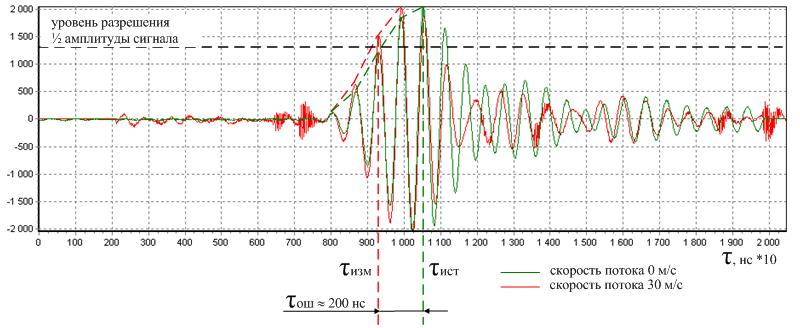 2 000
уровень разрешения
½ амплитуды сигнала
1 500
1 000
500
0
-500
-1 000
-1 500
-2 000
0 100 200 300 400 500 600 700 800 900 1 000 1 100 1 200 1 300 1 400 1 500 1 600 1 700 1 800 1 900 2 000
τизм τист τ, нс *10
скорость потока 0 м/с
скорость потока 30 м/с
τош ≈ 200 нс